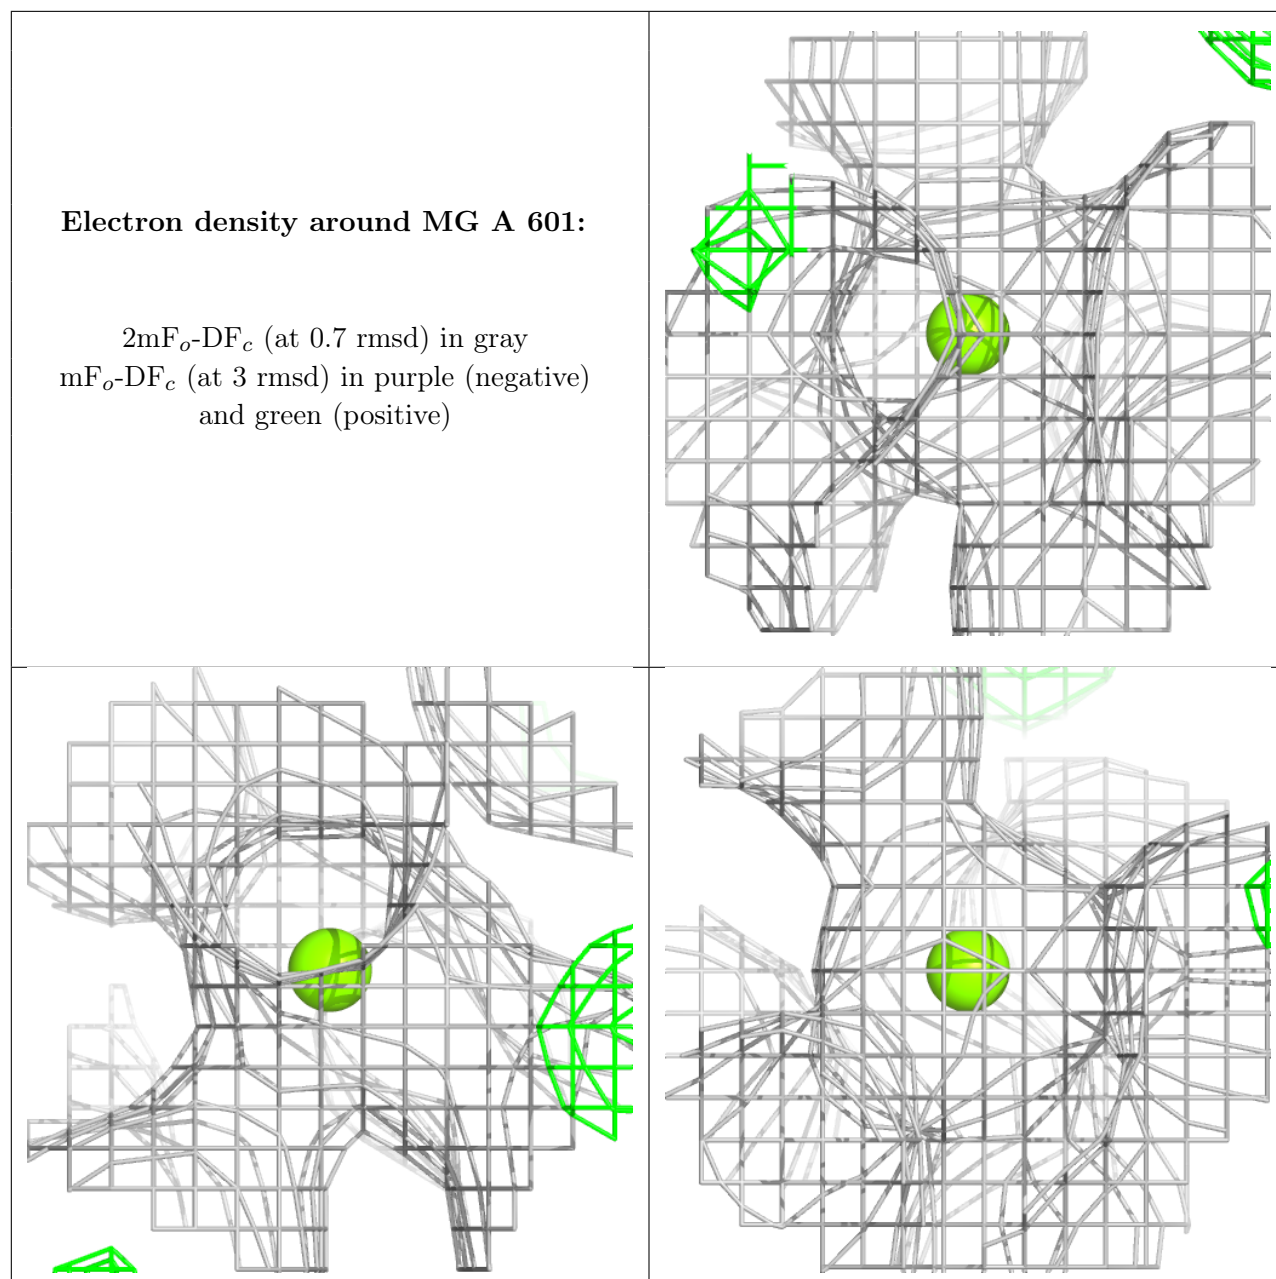 Electron density around MG A 601:
2mFo-DFc (at 0.7 rmsd) in gray
mFo-DFc (at 3 rmsd) in purple (negative)
and green (positive)